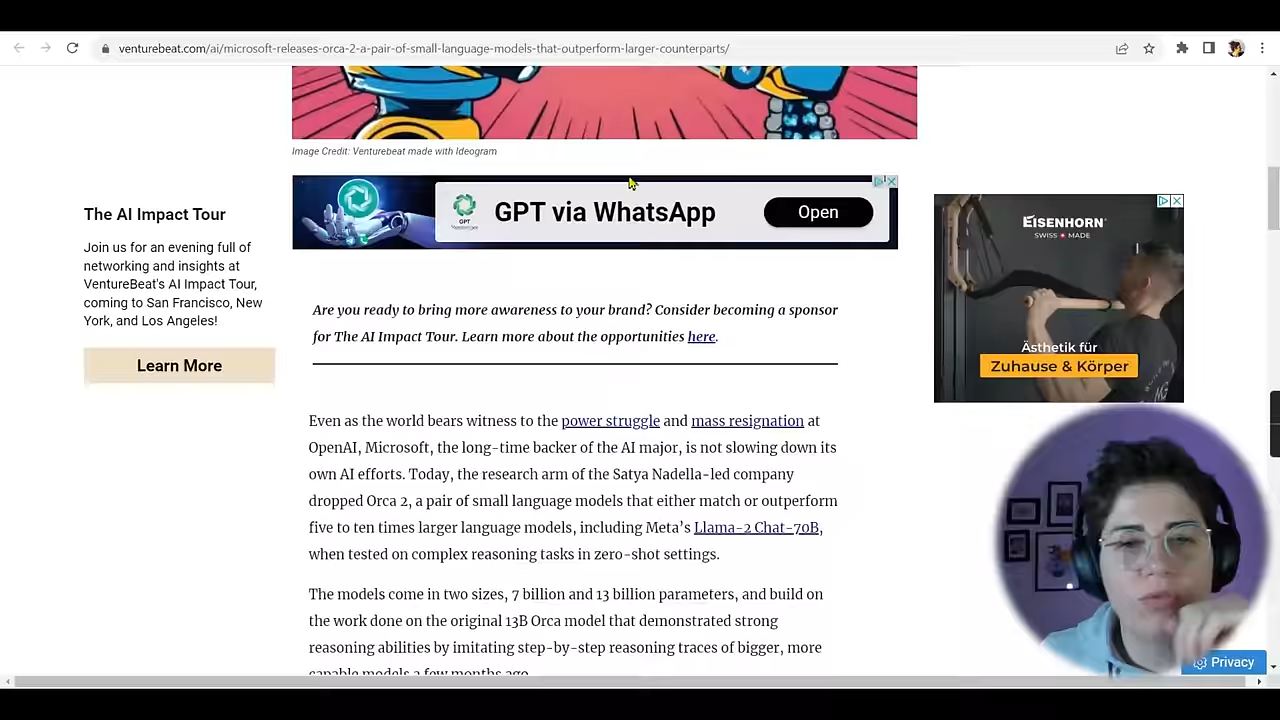 venturebeat.com/ai/microsoft-releases-orca-2-a-pair-of-small-language-models-that-outperform-larger-counterparts/
Image Credit: Venturebeat made with Ideogram
GPT via WhatsApp
Open
The AI Impact Tour
Join us for an evening full of
networking and insights at
VentureBeat's AI Impact Tour,
coming to San Francisco, New
York, and Los Angeles!
Learn More
Are you ready to bring more awareness to your brand? Consider becoming a sponsor
for The AI Impact Tour. Learn more about the opportunities here.
EISENHORN
SWISS MADE
Ästhetik für
Zuhause & Körper
Even as the world bears witness to the power struggle and mass resignation at
OpenAI, Microsoft, the long-time backer of the AI major, is not slowing down its
own AI efforts. Today, the research arm of the Satya Nadella-led company
dropped Orca 2, a pair of small language models that either match or outperform
five to ten times larger language models, including Meta's Llama-2 Chat-70B,
when tested on complex reasoning tasks in zero-shot settings.
The models come in two sizes, 7 billion and 13 billion parameters, and build on
the work done on the original 13B Orca model that demonstrated strong
reasoning abilities by imitating step-by-step reasoning traces of bigger, more
capable models a few months ago.
Privacy